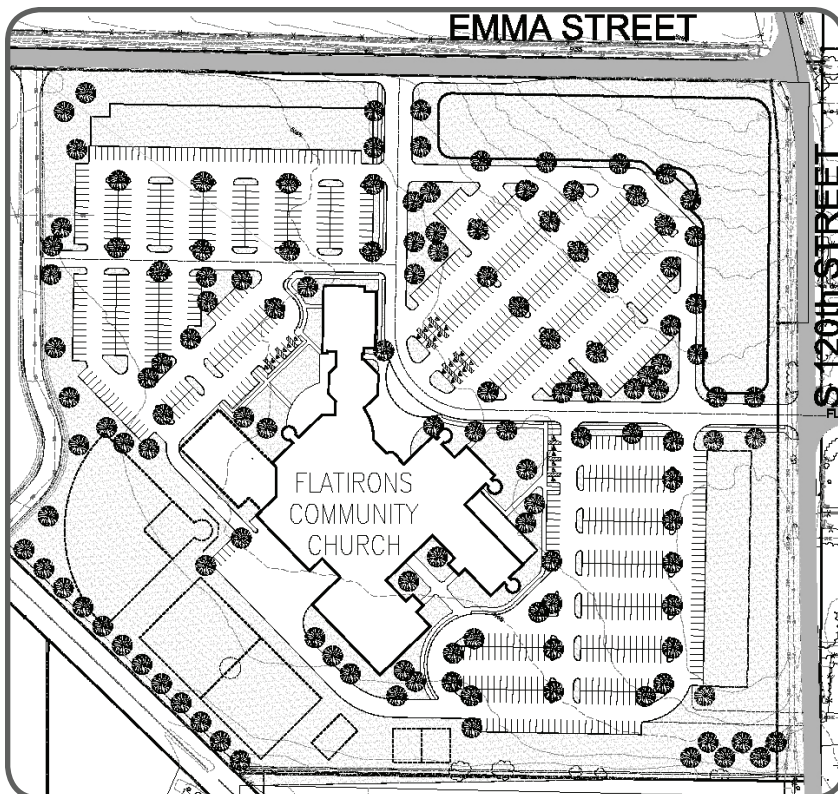 EMMA STREET
S 120th STREET
FLATIRONS
COMMUNITY
CHURCH